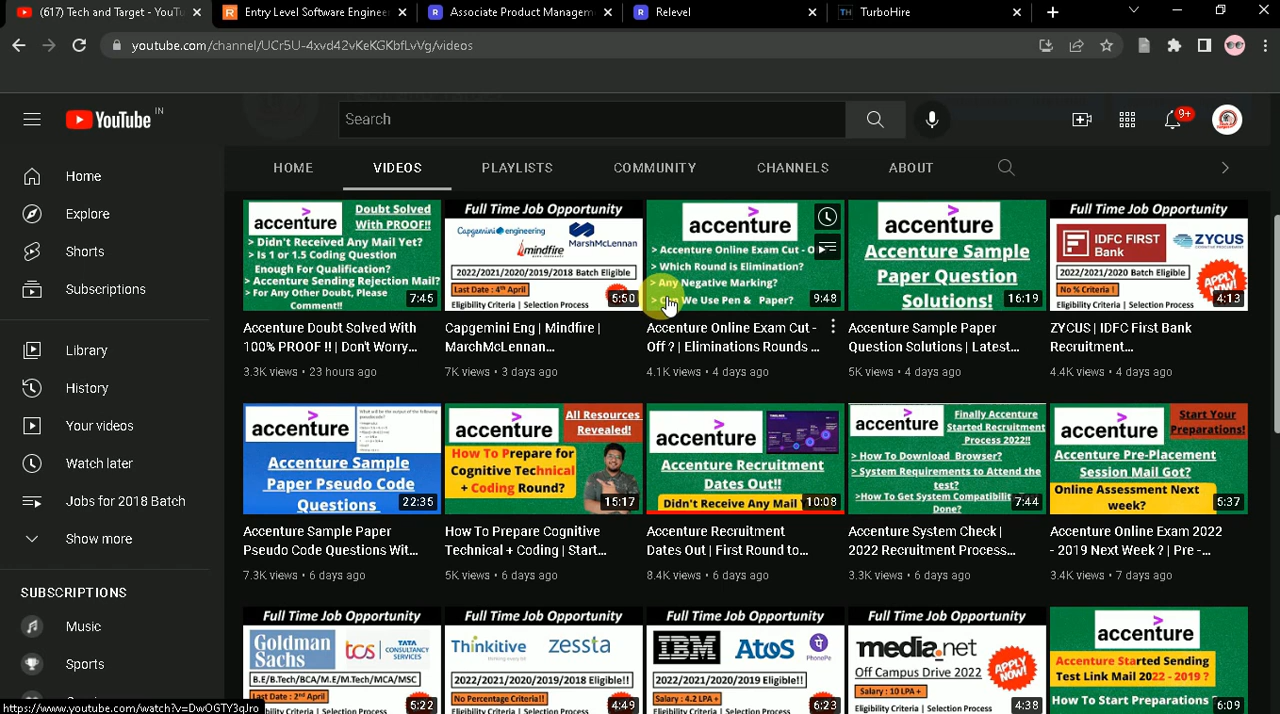 (617) Tech and Target - YouTu
Entry Level Software Enginee
Associate Product Managem
Relevel
TurboHire
youtube.com/channel/UCr5U-4xvd42vKeKGKbfLvVg/videos
YouTube IN
Search
9+
HOME
VIDEOS
PLAYLISTS
COMMUNITY
CHANNELS
ABOUT
Home
Explore
Shorts
Subscriptions
Library
History
Your videos
Watch later
Jobs for 2018 Batch
Show more
SUBSCRIPTIONS
Music
Sports
accenture
Doubt Solved
With PROOF!!
> Didn't Received Any Mail Yet?
> Is 1 or 1.5 Coding Question
Enough For Qualification?
> Accenture Sending Rejection Mail?
> For Any Other Doubt, Please
Comment!!
7:45
Accenture Doubt Solved With
100% PROOF !! | Don't Worry...
3.3K views • 23 hours ago
Full Time Job Opportunity
Capgemini engineering
MarshMcLennan
mindfire
2022/2021/2020/2019/2018 Batch Eligible
Last Date : 4th April
Eligibility Criteria | Selection Process
5:50
Capgemini Eng | Mindfire |
MarchMcLennan...
7K views • 3 days ago
accenture
> Accenture Online Exam Cut - O
> Which Round is Elimination?
> Any Negative Marking?
We Use Pen & Paper?
9:48
Accenture Online Exam Cut -
Off ? | Eliminations Rounds ...
4.1K views • 4 days ago
accenture
Accenture Sample
Paper Question
Solutions!
16:19
Accenture Sample Paper
Question Solutions | Latest...
5K views • 4 days ago
Full Time Job Opportunity
IDFC FIRST
Bank
ZYCUS
2022/2021/2020 Batch Eligible
No % Criteria !
APPLY
NOW!
Eligibility Criteria | Selection Process
4:13
ZYCUS | IDFC First Bank
Recruitment...
4.4K views • 4 days ago
accenture
Accenture Sample
Paper Pseudo Code
Questions
22:35
Accenture Sample Paper
Pseudo Code Questions Wit...
7.3K views • 6 days ago
accenture
All Resources
Revealed!
How To Prepare for
Cognitive Technical
+ Coding Round?
15:17
How To Prepare Cognitive
Technical + Coding | Start...
5K views • 6 days ago
accenture
Accenture Recruitment
Dates Out!!
Didn't Receive Any Mail
10:08
Accenture Recruitment
Dates Out | First Round to...
8.4K views • 6 days ago
accenture
Finally Accenture
Started Recruitment
Process 2022!!
> How To Download Browser?
> System Requirements to Attend the
test?
>How To Get System Compatibility
Done?
7:44
Accenture System Check |
2022 Recruitment Process...
3.3K views • 6 days ago
accenture
Start Your
Preparations!
Accenture Pre-Placement
Session Mail Got?
Online Assessment Next
week?
5:37
Accenture Online Exam 2022
- 2019 Next Week ? | Pre -...
3.4K views • 7 days ago
Full Time Job Opportunity
Goldman
Sachs
tcs
TATA
CONSULTANCY
SERVICES
B.E/B.Tech/BCA/M.E/M.Tech/MCA/MSC
Last Date : 2nd April
Eligibility Criteria | Selection Process
5:22
Full Time Job Opportunity
Thinkitive
zessta
2022/2021/2020/2019/2018 Eligible!!
No Percentage Criteria!!
Eligibility Criteria | Selection Process
4:49
Full Time Job Opportunity
IBM
Atos
PhonePe
2022/2021/2020/2019 Eligible!!
Salary : 4.2 LPA +
Eligibility Criteria | Selection Process
6:23
Full Time Job Opportunity
media.net
Off Campus Drive 2022
Salary : 10 LPA +
APPLY
NOW!
Eligibility Criteria | Selection Process
4:38
accenture
Accenture Started Sending
Test Link Mail 2022 - 2019 ?
How To Start Preparations
6:09
https://www.youtube.com/watch?v=DwOGTY3qJro